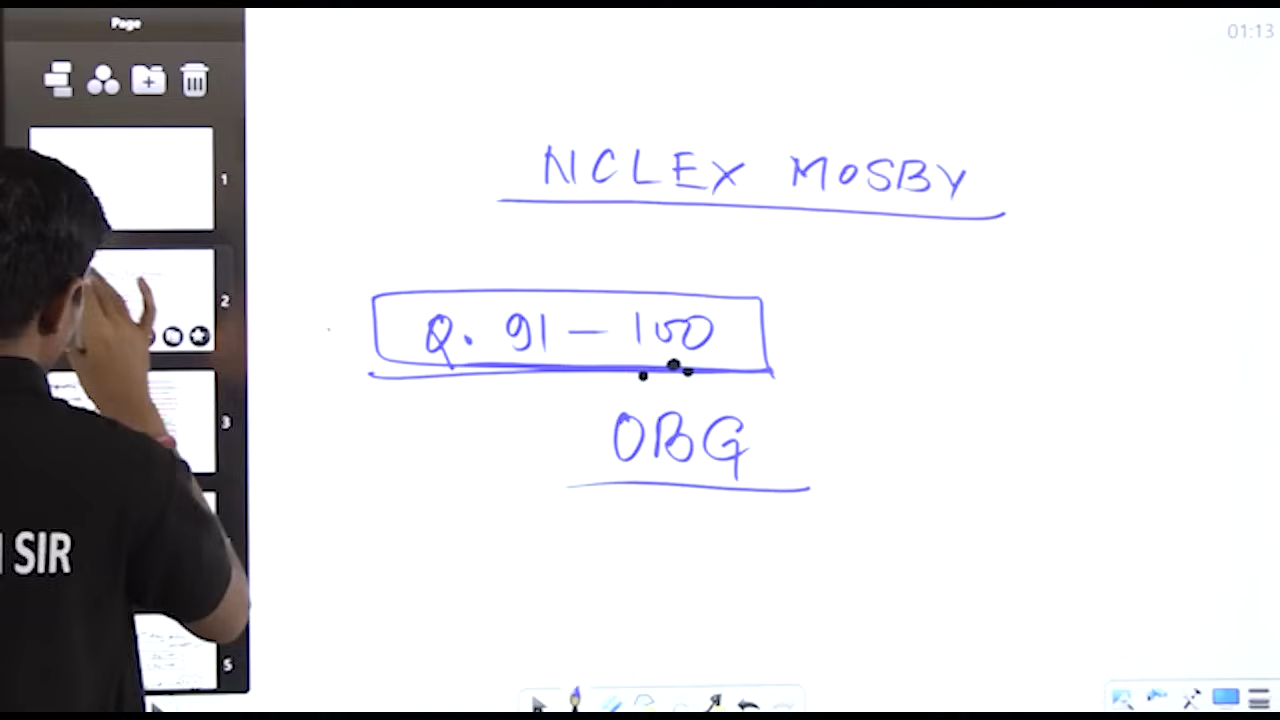 Page
01:13
1
NCLEX MOSBY
2
Q. 91 – 100
3
OBG
SIR
5